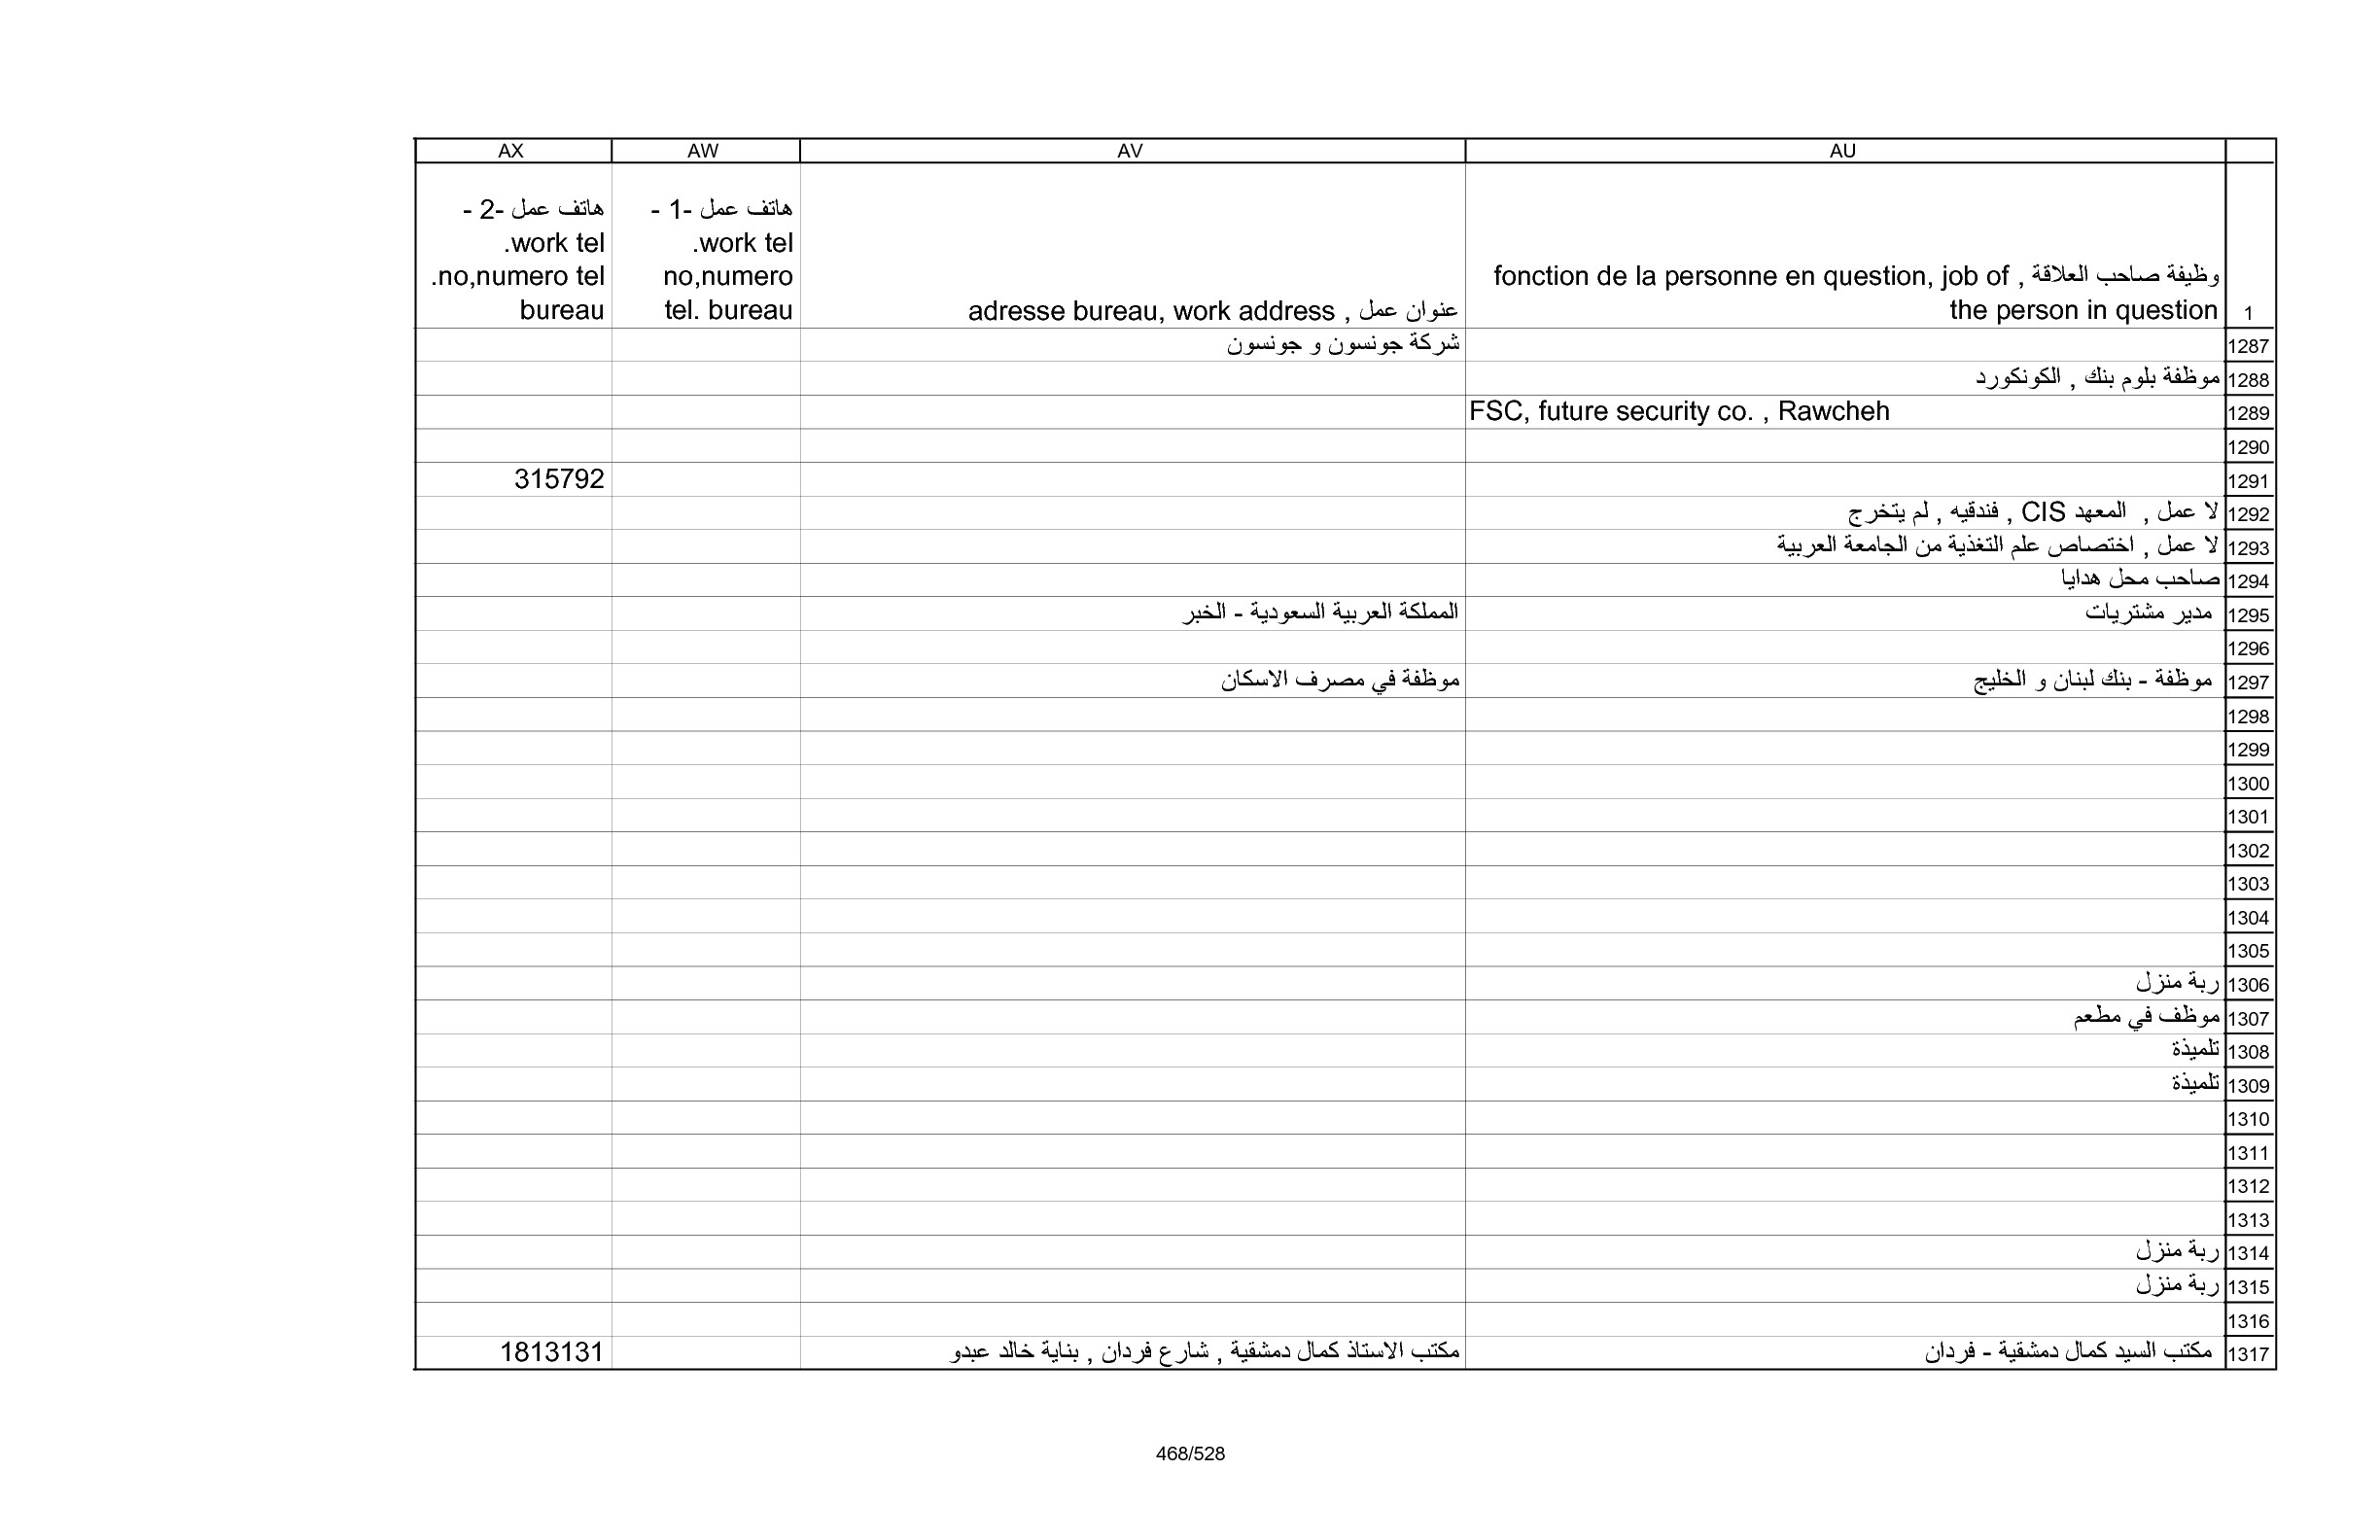 AU AV AW AX
1 وظيفة صاحب العلاقة , fonction de la personne en question, job of the person in question
عنوان عمل , adresse bureau, work address
هاتف عمل -1 - work tel. no,numero tel. bureau
هاتف عمل -2 - work tel. no,numero tel. bureau
1287 شركة جونسون و جونسون
1288 موظفة بلوم بنك , الكونكورد
1289 FSC, future security co. , Rawcheh
1290
1291 315792
1292 لا عمل , المعهد CIS , فندقيه , لم يتخرج
1293 لا عمل , اختصاص علم التغذية من الجامعة العربية
1294 صاحب محل هدايا
1295 مدير مشتريات المملكة العربية السعودية - الخبر
1296
1297 موظفة - بنك لبنان و الخليج موظفة في مصرف الاسكان
1298
1299
1300
1301
1302
1303
1304
1305
1306 ربة منزل
1307 موظف في مطعم
1308 تلميذة
1309 تلميذة
1310
1311
1312
1313
1314 ربة منزل
1315 ربة منزل
1316
1317 مكتب السيد كمال دمشقية - فردان مكتب الاستاذ كمال دمشقية , شارع فردان , بناية خالد عبدو 1813131
468/528